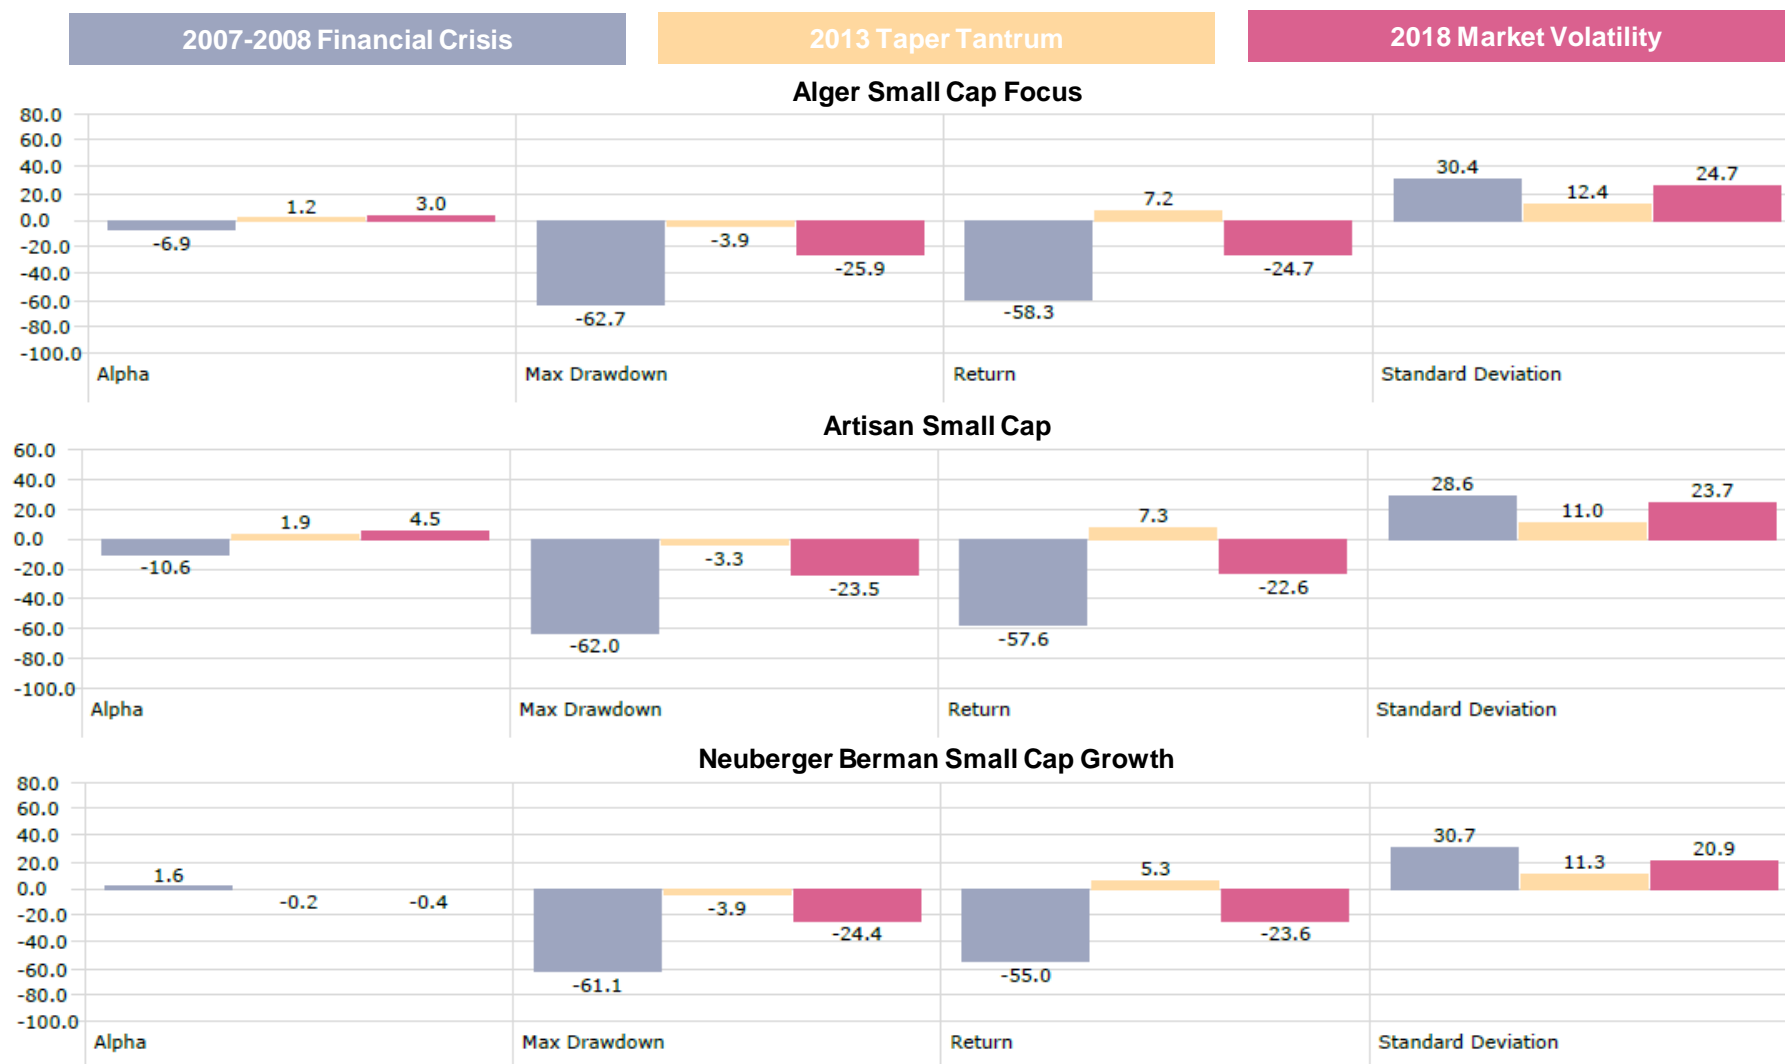 2007-2008 Financial Crisis 2013 Taper Tantrum 2018 Market Volatility
Alger Small Cap Focus
80.0
60.0
40.0
20.0
0.0
-20.0
-40.0
-60.0
-80.0
-100.0
-6.9 1.2 3.0
-62.7 -3.9 -25.9
-58.3 7.2 -24.7
30.4 12.4 24.7
Alpha Max Drawdown Return Standard Deviation
Artisan Small Cap
60.0
40.0
20.0
0.0
-20.0
-40.0
-60.0
-80.0
-100.0
-10.6 1.9 4.5
-62.0 -3.3 -23.5
-57.6 7.3 -22.6
28.6 11.0 23.7
Alpha Max Drawdown Return Standard Deviation
Neuberger Berman Small Cap Growth
80.0
60.0
40.0
20.0
0.0
-20.0
-40.0
-60.0
-80.0
-100.0
1.6 -0.2 -0.4
-61.1 -3.9 -24.4
-55.0 5.3 -23.6
30.7 11.3 20.9
Alpha Max Drawdown Return Standard Deviation